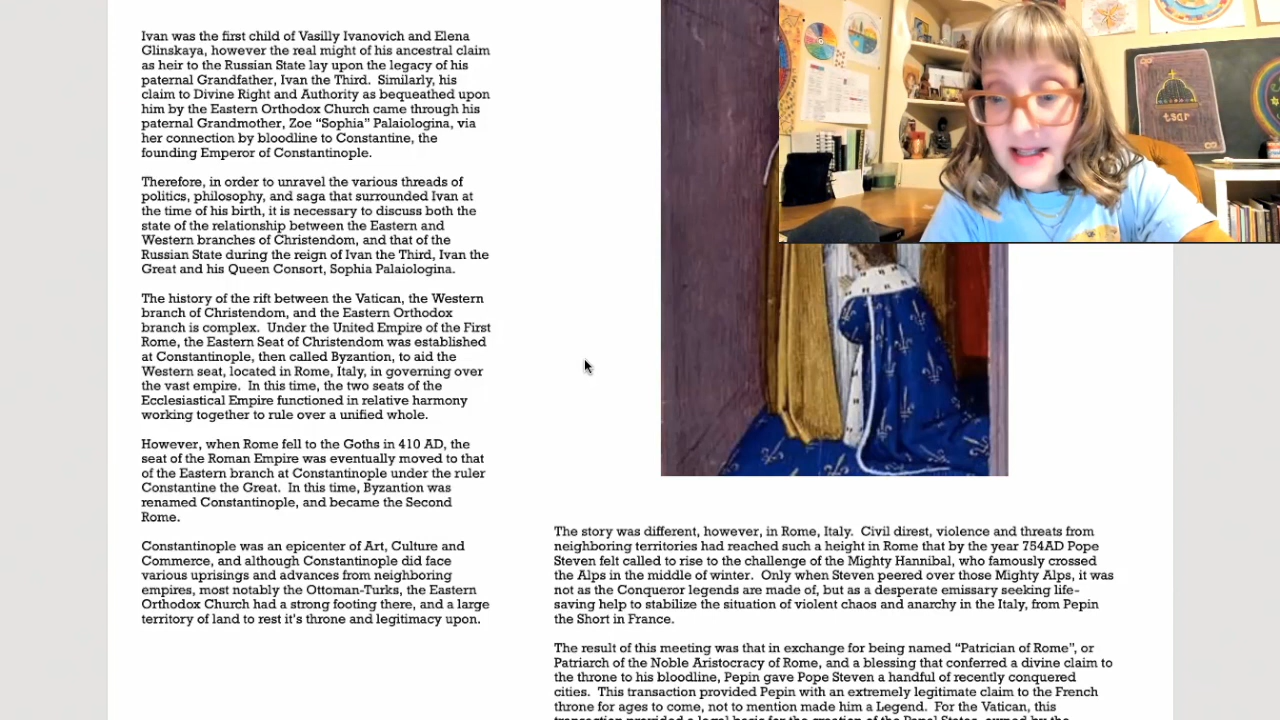 Ivan was the first child of Vasilly Ivanovich and Elena
Glinskaya, however the real might of his ancestral claim
as heir to the Russian State lay upon the legacy of his
paternal Grandfather, Ivan the Third.  Similarly, his
claim to Divine Right and Authority as bequeathed upon
him by the Eastern Orthodox Church came through his
paternal Grandmother, Zoe “Sophia” Palaiologina, via
her connection by bloodline to Constantine, the
founding Emperor of Constantinople.
Therefore, in order to unravel the various threads of
politics, philosophy, and saga that surrounded Ivan at
the time of his birth, it is necessary to discuss both the
state of the relationship between the Eastern and
Western branches of Christendom, and that of the
Russian State during the reign of Ivan the Third, Ivan the
Great and his Queen Consort, Sophia Palaiologina.
The history of the rift between the Vatican, the Western
branch of Christendom, and the Eastern Orthodox
branch is complex.  Under the United Empire of the First
Rome, the Eastern Seat of Christendom was established
at Constantinople, then called Byzantion, to aid the
Western seat, located in Rome, Italy, in governing over
the vast empire.  In this time, the two seats of the
Ecclesiastical Empire functioned in relative harmony
working together to rule over a unified whole.
However, when Rome fell to the Goths in 410 AD, the
seat of the Roman Empire was eventually moved to that
of the Eastern branch at Constantinople under the ruler
Constantine the Great.  In this time, Byzantion was
renamed Constantinople, and became the Second
Rome.
Constantinople was an epicenter of Art, Culture and
Commerce, and although Constantinople did face
various uprisings and advances from neighboring
empires, most notably the Ottoman-Turks, the Eastern
Orthodox Church had a strong footing there, and a large
territory of land to rest it's throne and legitimacy upon.
tsar
The story was different, however, in Rome, Italy.  Civil direst, violence and threats from
neighboring territories had reached such a height in Rome that by the year 754AD Pope
Steven felt called to rise to the challenge of the Mighty Hannibal, who famously crossed
the Alps in the middle of winter.  Only when Steven peered over those Mighty Alps, it was
not as the Conqueror legends are made of, but as a desperate emissary seeking life-
saving help to stabilize the situation of violent chaos and anarchy in the Italy, from Pepin
the Short in France.
The result of this meeting was that in exchange for being named “Patrician of Rome”, or
Patriarch of the Noble Aristocracy of Rome, and a blessing that conferred a divine claim to
the throne to his bloodline, Pepin gave Pope Steven a handful of recently conquered
cities.  This transaction provided Pepin with an extremely legitimate claim to the French
throne for ages to come, not to mention made him a Legend.  For the Vatican, this
transaction provided a legal basis for the creation of the Papal States, owned by the